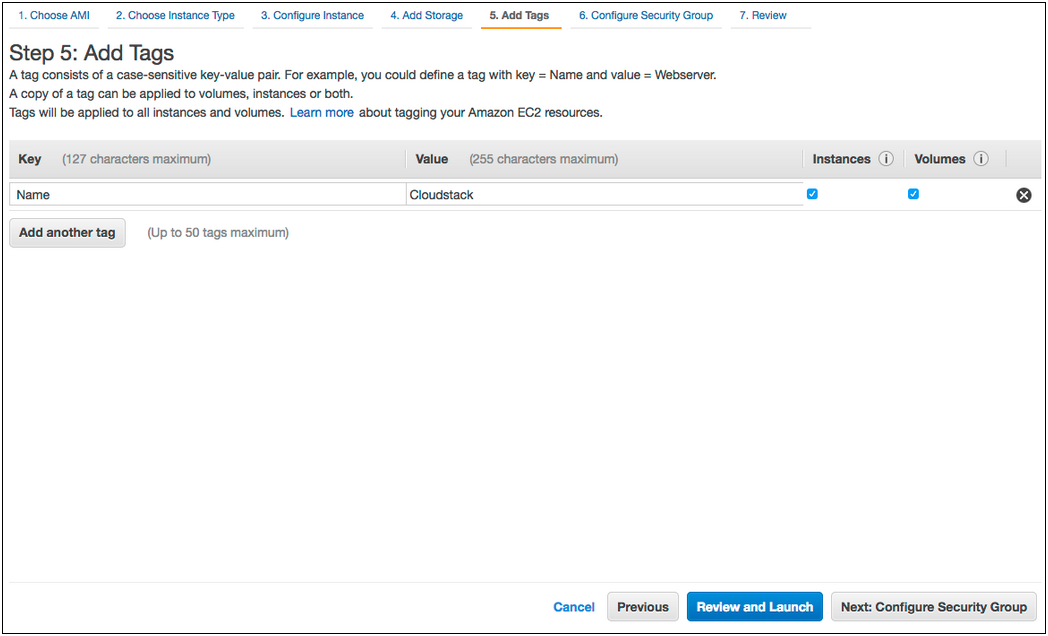 1. Choose AMI 2. Choose Instance Type 3. Configure Instance 4. Add Storage 5. Add Tags 6. Configure Security Group 7. Review
Step 5: Add Tags
A tag consists of a case-sensitive key-value pair. For example, you could define a tag with key = Name and value = Webserver.
A copy of a tag can be applied to volumes, instances or both.
Tags will be applied to all instances and volumes. Learn more about tagging your Amazon EC2 resources.
Key (127 characters maximum) Value (255 characters maximum) Instances i Volumes i
Name Cloudstack
Add another tag (Up to 50 tags maximum)
Cancel Previous Review and Launch Next: Configure Security Group